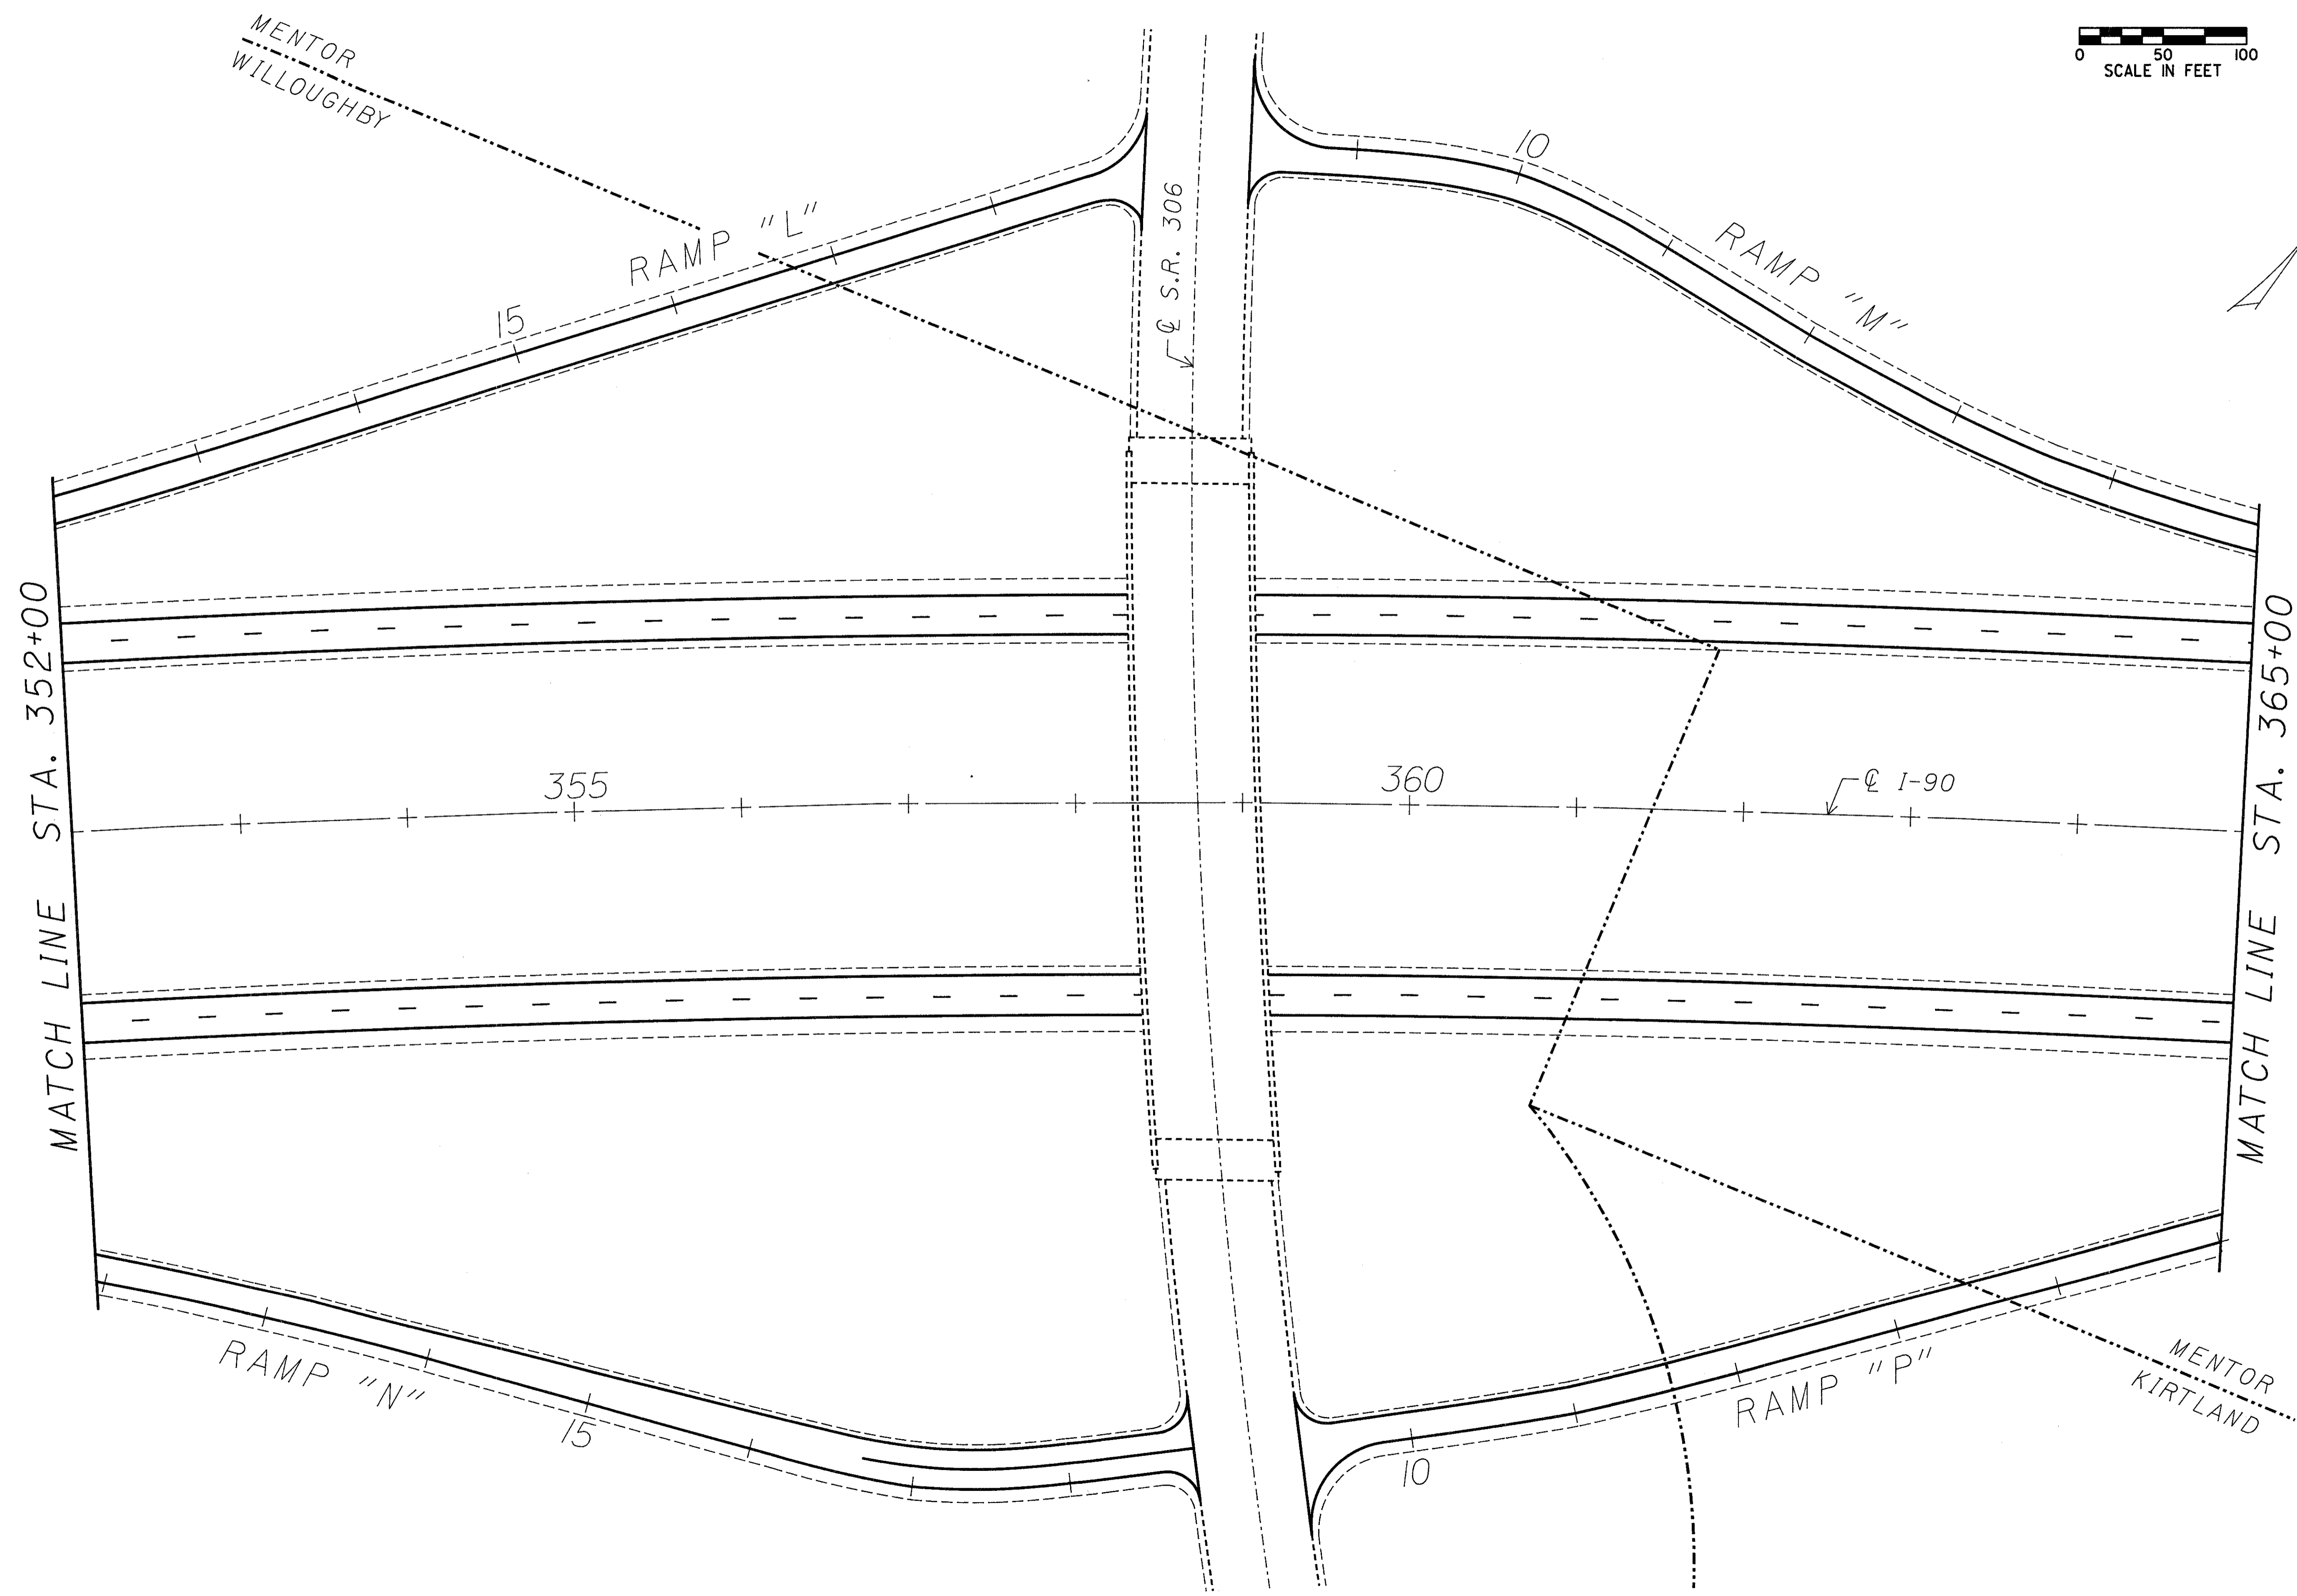 MENTOR
WILLOUGHBY
0 50 100
SCALE IN FEET
10
RAMP "L"
15
℄ S.R. 306
RAMP "M"
MATCH LINE STA. 352+00
355
360
℄ I-90
MATCH LINE STA. 365+00
RAMP "N"
15
10
RAMP "P"
MENTOR
KIRTLAND